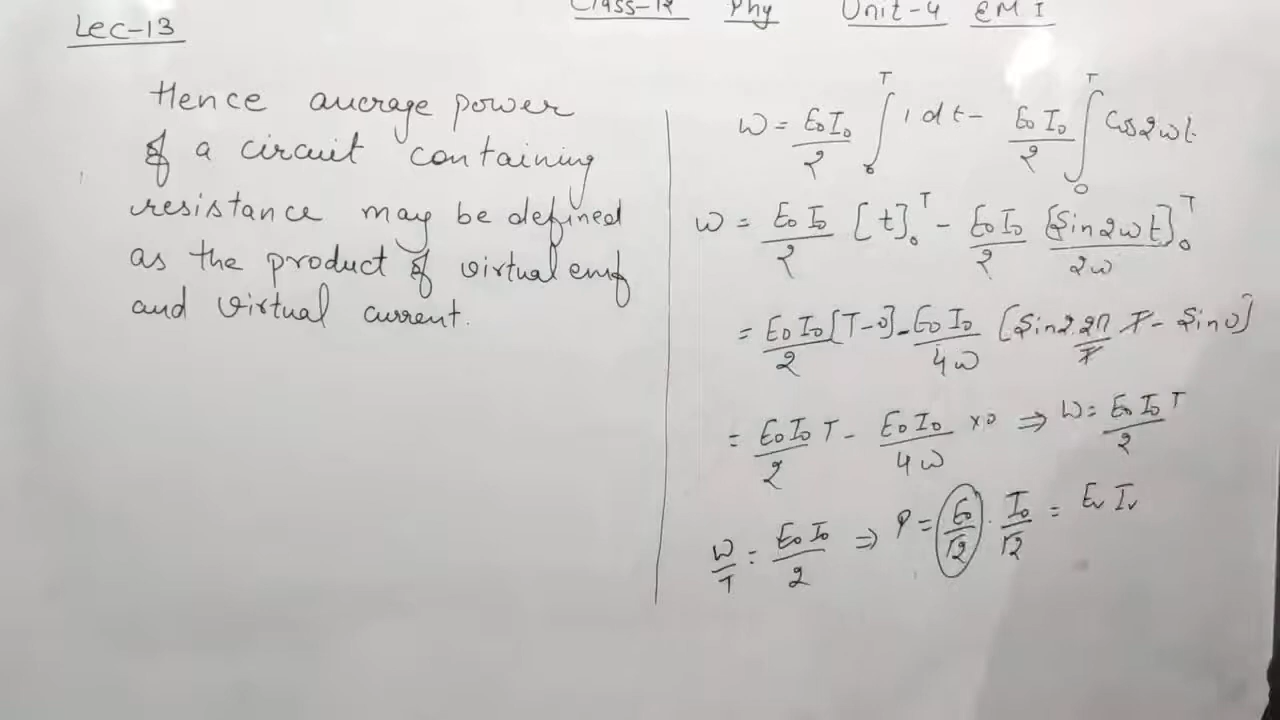 Class-12 Phy Unit-4 EMI
Lec-13
Hence average power
of a circuit containing
resistance may be defined
as the product of virtual emf
and virtual current.
W = E₀I₀/2 ∫₀ᵀ 1 dt - E₀I₀/2 ∫₀ᵀ Cos2ωt
W = E₀I₀/2 [t]₀ᵀ - E₀I₀/2 [Sin2ωt]₀ᵀ/2ω
= E₀I₀/2 [T-0] - E₀I₀/4ω [Sin2.2π/T T - Sin0]
= E₀I₀/2 T - E₀I₀/4ω ×0 ⇒ W = E₀I₀T/2
W/T = E₀I₀/2 ⇒ P = E₀/√2 . I₀/√2 = Eᵥ Iᵥ